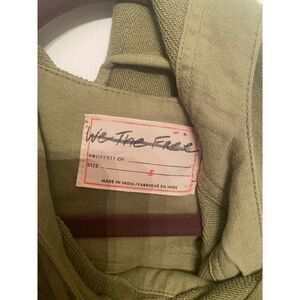 We The Free
PROPERTY OF
SIZE S
MADE IN INDIA / FABRIQUÉ EN INDE